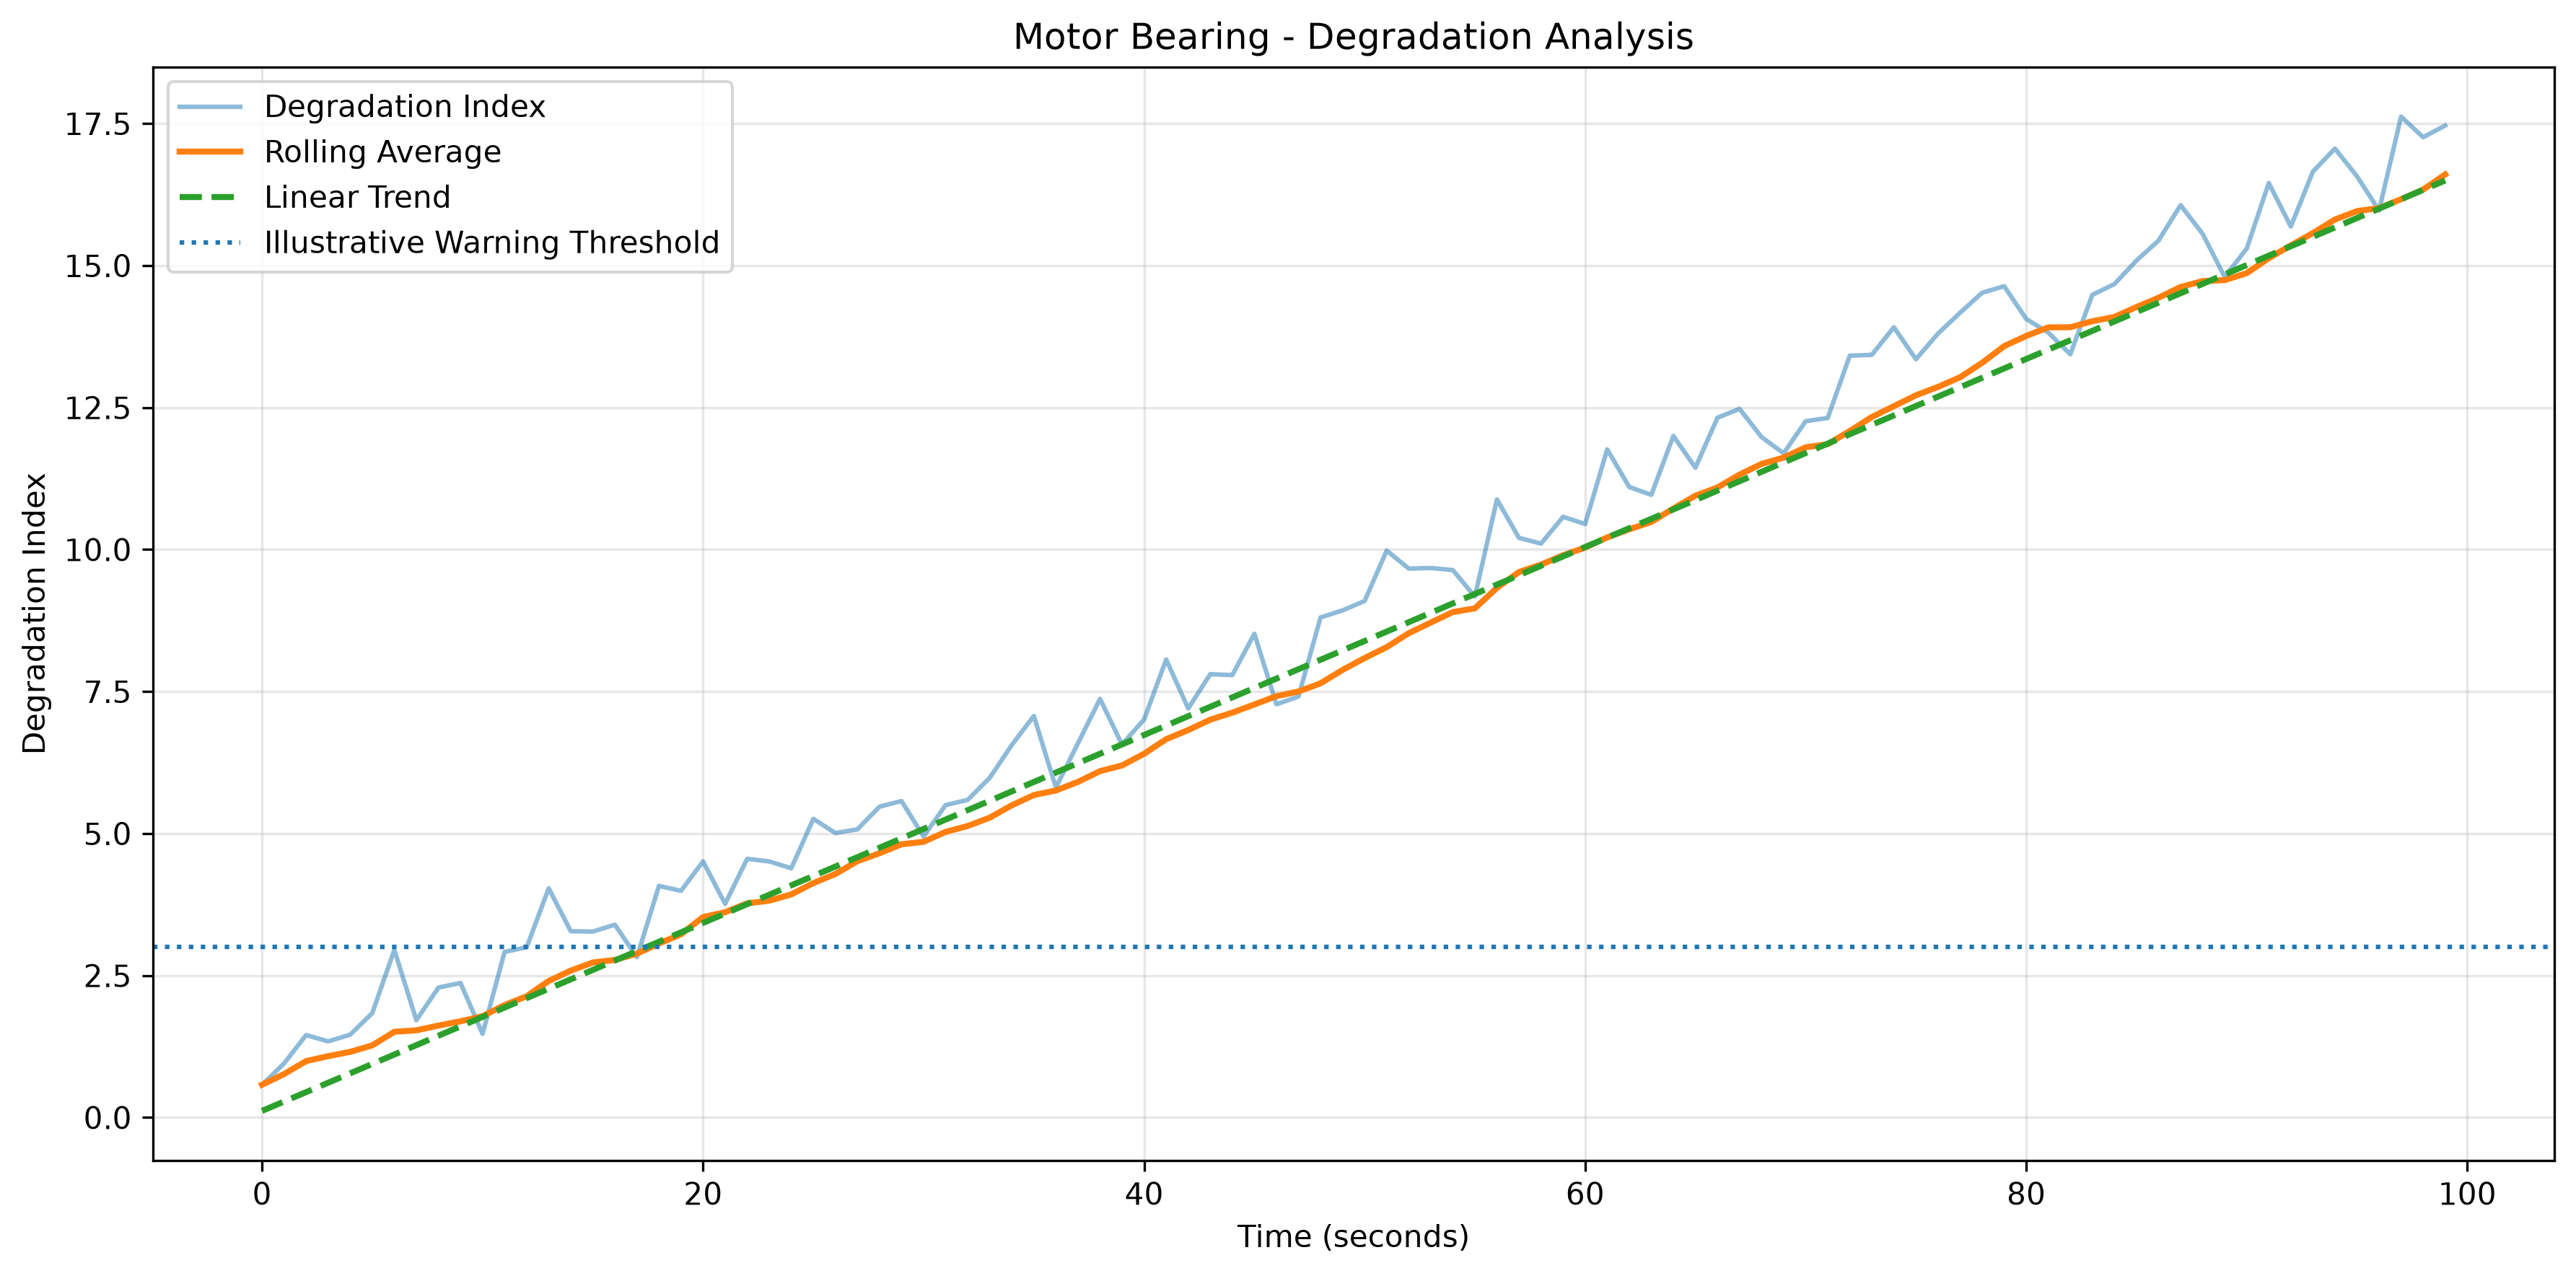 Motor Bearing - Degradation Analysis
Degradation Index
Rolling Average
Linear Trend
Illustrative Warning Threshold
17.5
15.0
12.5
10.0
7.5
5.0
2.5
0.0
Degradation Index
0 20 40 60 80 100
Time (seconds)